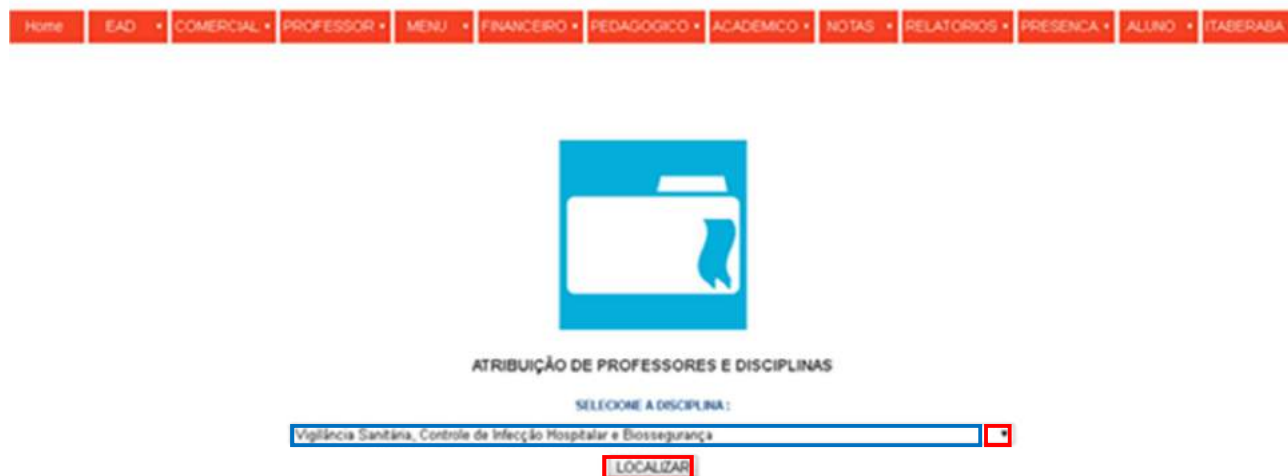 Home EAD COMERCIAL PROFESSOR MENU FINANCEIRO PEDAGOGICO ACADEMICO NOTAS RELATORIOS PRESENCA ALUNO ITABERABA
ATRIBUIÇÃO DE PROFESSORES E DISCIPLINAS
SELECIONE A DISCIPLINA :
Vigilância Sanitária, Controle de Infecção Hospitalar e Biossegurança
LOCALIZAR